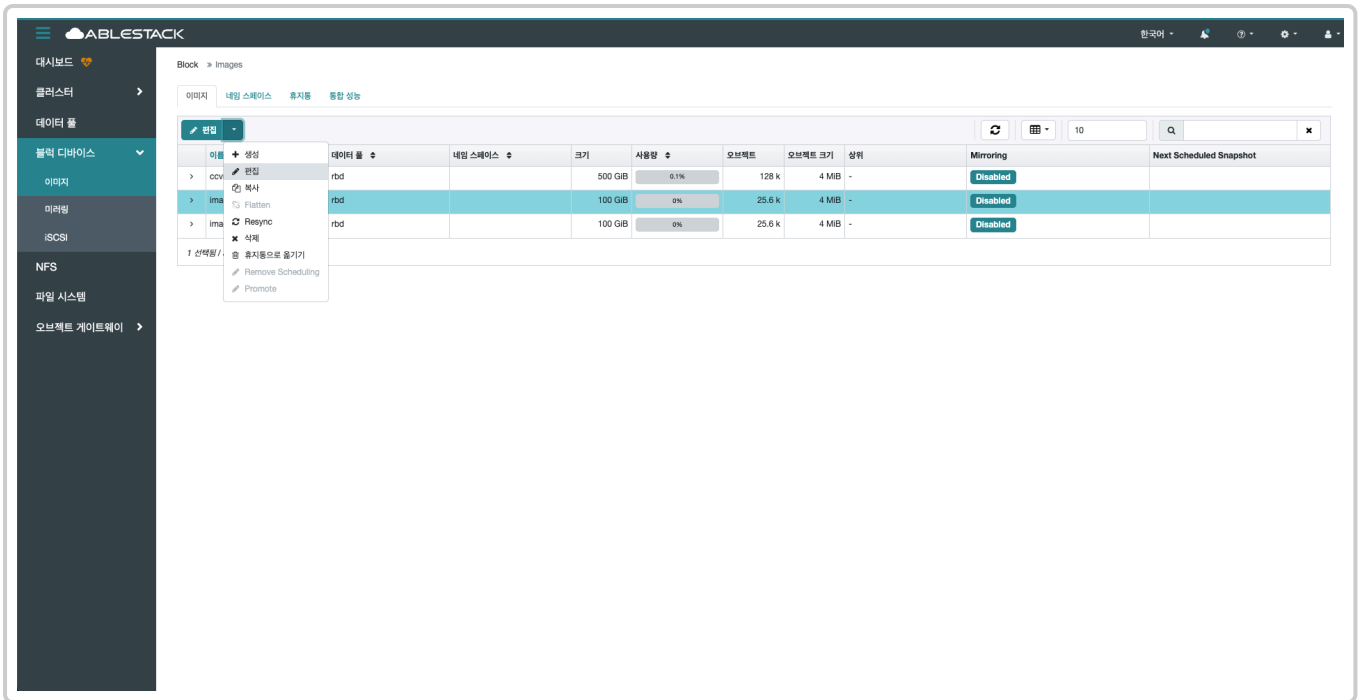 ABLESTACK
한국어
대시보드
클러스터
데이터 풀
블럭 디바이스
이미지
미러링
iSCSI
NFS
파일 시스템
오브젝트 게이트웨이
Block » Images
이미지 네임 스페이스 휴지통 통합 성능
편집
10
데이터 풀 네임 스페이스 크기 사용량 오브젝트 오브젝트 크기 상위 Mirroring Next Scheduled Snapshot
rbd 500 GiB 0.1% 128 k 4 MiB - Disabled
rbd 100 GiB 0% 25.6 k 4 MiB - Disabled
rbd 100 GiB 0% 25.6 k 4 MiB - Disabled
1 선택됨 /
생성
편집
복사
Flatten
Resync
삭제
휴지통으로 옮기기
Remove Scheduling
Promote